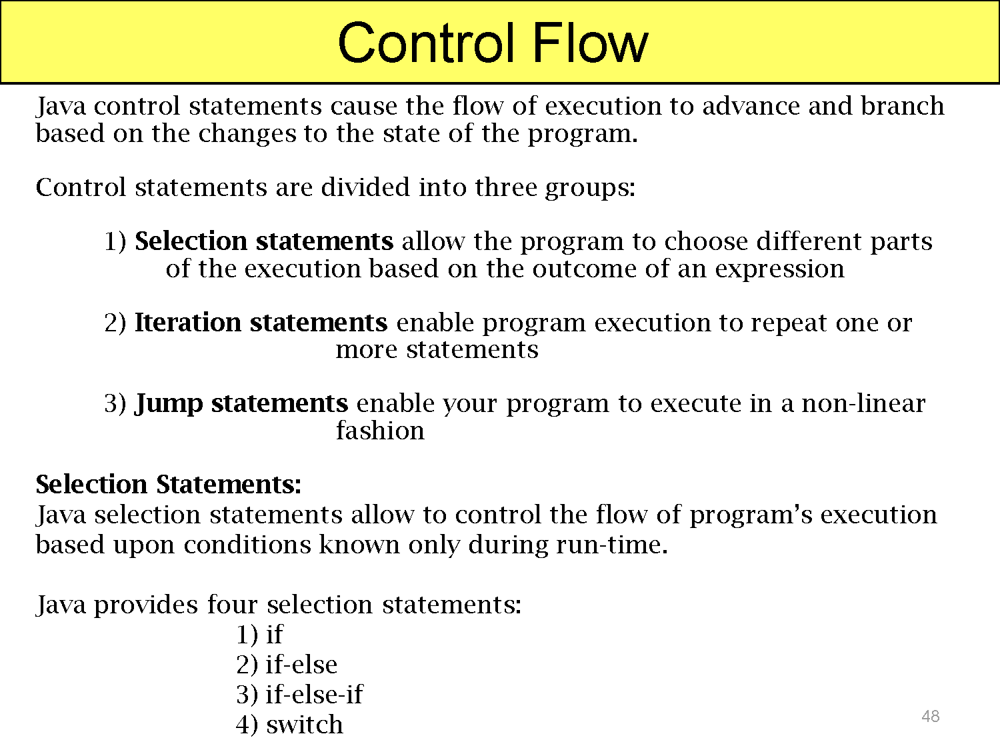 Control Flow
Java control statements cause the flow of execution to advance and branch
based on the changes to the state of the program.
Control statements are divided into three groups:
1) Selection statements allow the program to choose different parts
of the execution based on the outcome of an expression
2) Iteration statements enable program execution to repeat one or
more statements
3) Jump statements enable your program to execute in a non-linear
fashion
Selection Statements:
Java selection statements allow to control the flow of program’s execution
based upon conditions known only during run-time.
Java provides four selection statements:
1) if
2) if-else
3) if-else-if
4) switch
48